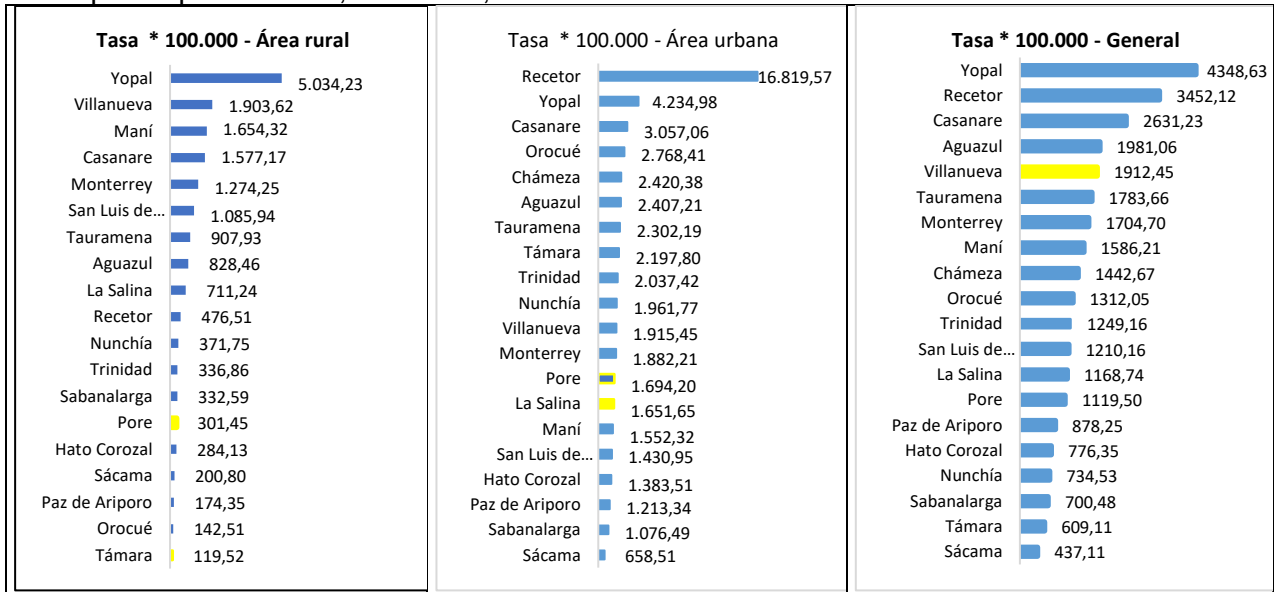 Tasa * 100.000 - Área rural
Yopal 5.034,23
Villanueva 1.903,62
Maní 1.654,32
Casanare 1.577,17
Monterrey 1.274,25
San Luis de... 1.085,94
Tauramena 907,93
Aguazul 828,46
La Salina 711,24
Recetor 476,51
Nunchía 371,75
Trinidad 336,86
Sabanalarga 332,59
Pore 301,45
Hato Corozal 284,13
Sácama 200,80
Paz de Ariporo 174,35
Orocué 142,51
Támara 119,52
Tasa * 100.000 - Área urbana
Recetor 16.819,57
Yopal 4.234,98
Casanare 3.057,06
Orocué 2.768,41
Chámeza 2.420,38
Aguazul 2.407,21
Tauramena 2.302,19
Támara 2.197,80
Trinidad 2.037,42
Nunchía 1.961,77
Villanueva 1.915,45
Monterrey 1.882,21
Pore 1.694,20
La Salina 1.651,65
Maní 1.552,32
San Luis de... 1.430,95
Hato Corozal 1.383,51
Paz de Ariporo 1.213,34
Sabanalarga 1.076,49
Sácama 658,51
Tasa * 100.000 - General
Yopal 4348,63
Recetor 3452,12
Casanare 2631,23
Aguazul 1981,06
Villanueva 1912,45
Tauramena 1783,66
Monterrey 1704,70
Maní 1586,21
Chámeza 1442,67
Orocué 1312,05
Trinidad 1249,16
San Luis de... 1210,16
La Salina 1168,74
Pore 1119,50
Paz de Ariporo 878,25
Hato Corozal 776,35
Nunchía 734,53
Sabanalarga 700,48
Támara 609,11
Sácama 437,11